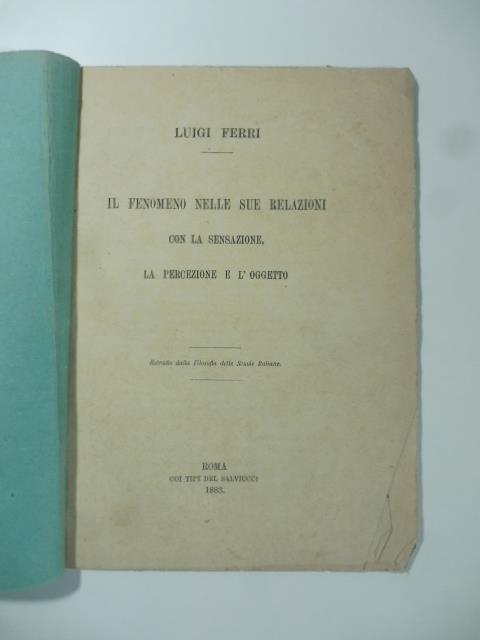 LUIGI FERRI
IL FENOMENO NELLE SUE RELAZIONI
CON LA SENSAZIONE,
LA PERCEZIONE E L'OGGETTO
Estratto dalla Filosofia delle Scuole Italiane.
ROMA
COI TIPI DEL SALVIUCCI
1883.